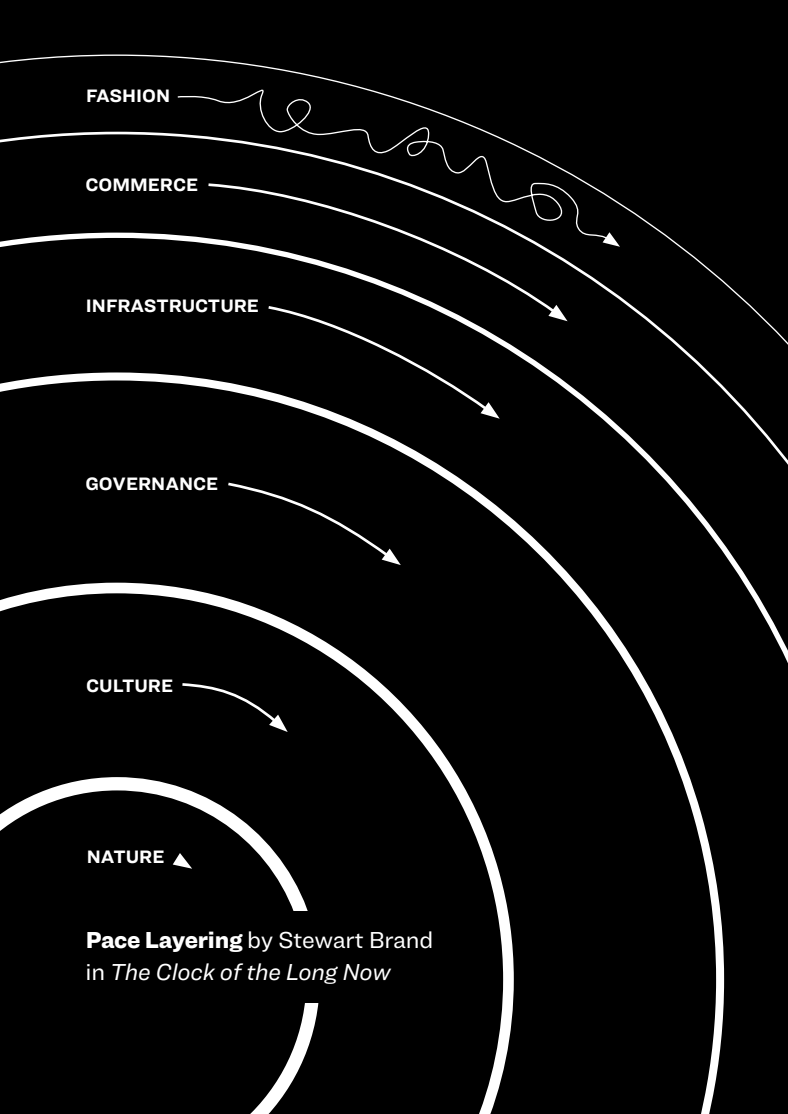 FASHION
COMMERCE
INFRASTRUCTURE
GOVERNANCE
CULTURE
NATURE
Pace Layering by Stewart Brand
in The Clock of the Long Now